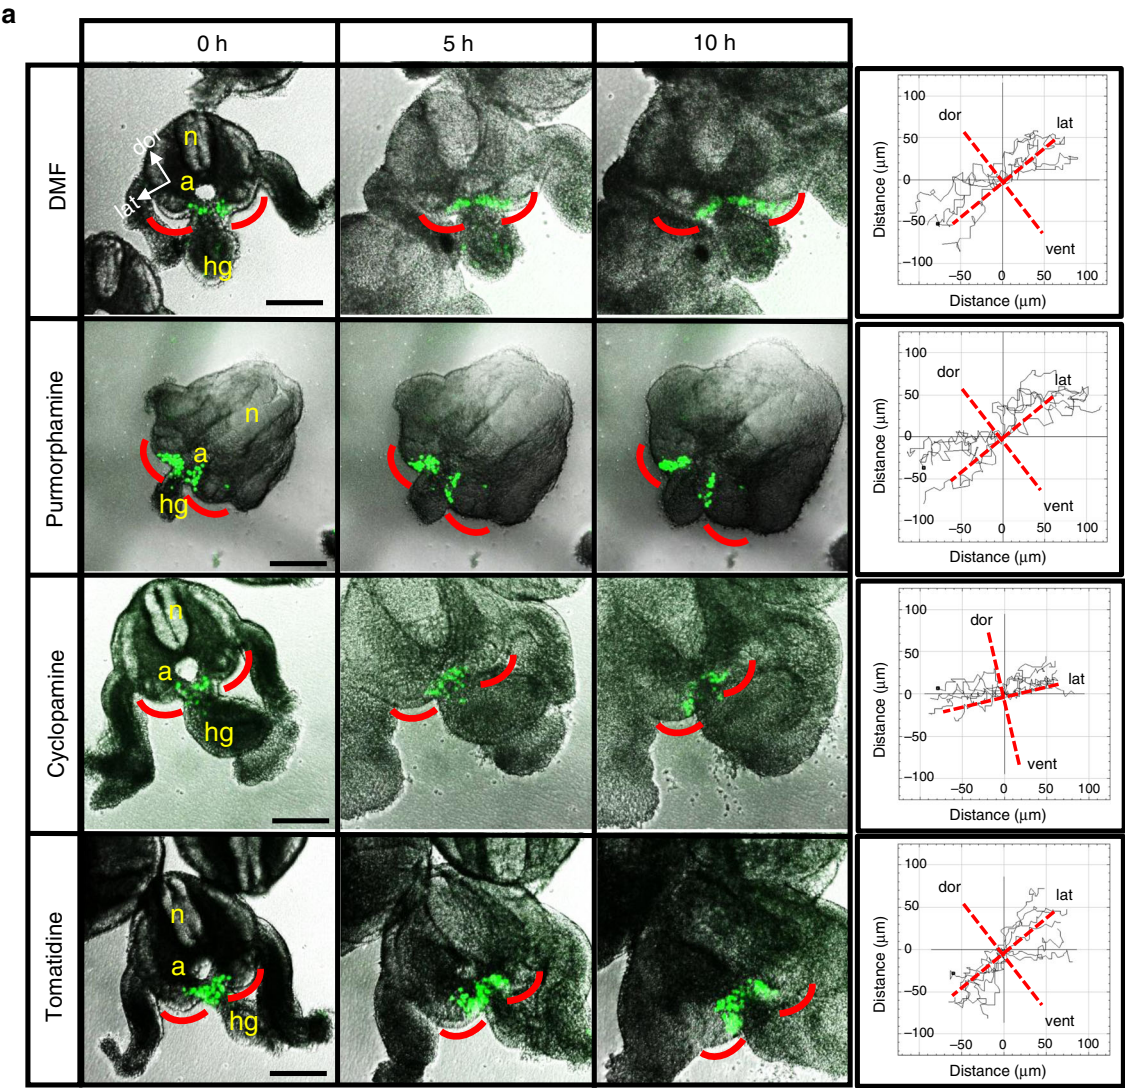 a
0 h
5 h
10 h
DMF
n
dor
a
lat
hg
100
50
0
−50
−100
−50
0
50
100
dor
lat
vent
Distance (μm)
Distance (μm)
Purmorphamine
n
a
hg
100
50
0
−50
−100
−50
0
50
100
dor
lat
vent
Distance (μm)
Distance (μm)
Cyclopamine
n
a
hg
100
50
0
−50
−100
−50
0
50
100
dor
lat
vent
Distance (μm)
Distance (μm)
Tomatidine
n
a
hg
100
50
0
−50
−100
−50
0
50
100
dor
lat
vent
Distance (μm)
Distance (μm)